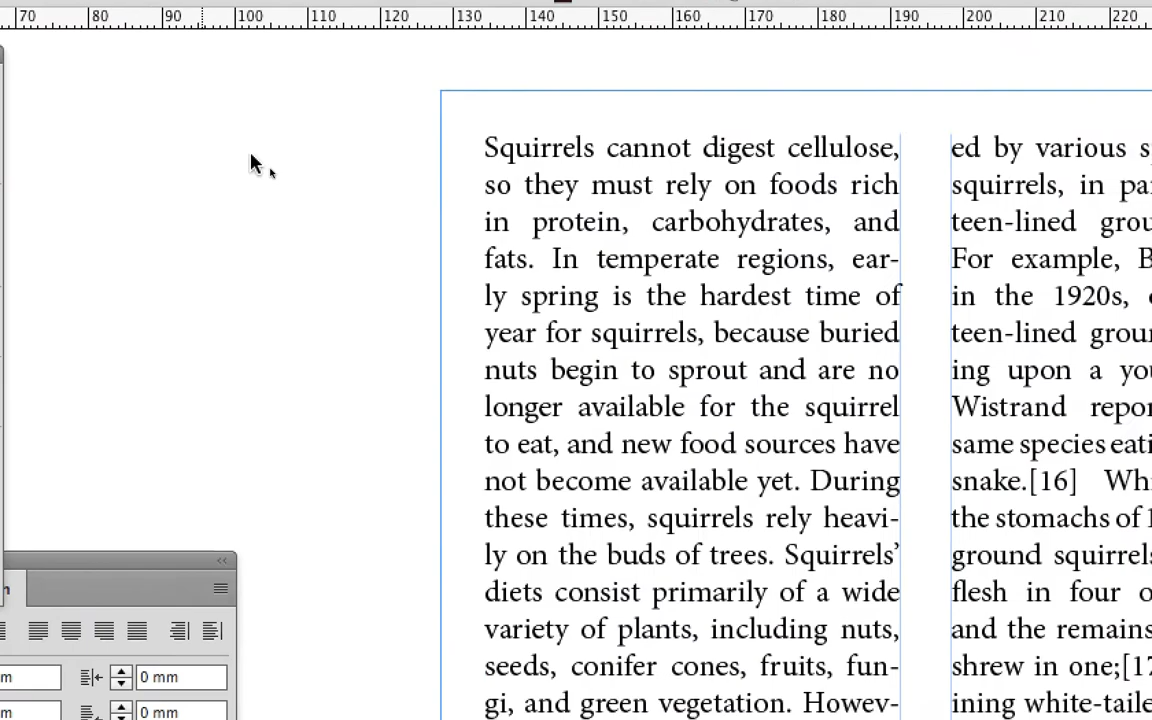 70 80 90 100 110 120 130 140 150 160 170 180 190 200 210 220
Squirrels cannot digest cellulose,
so they must rely on foods rich
in protein, carbohydrates, and
fats. In temperate regions, ear-
ly spring is the hardest time of
year for squirrels, because buried
nuts begin to sprout and are no
longer available for the squirrel
to eat, and new food sources have
not become available yet. During
these times, squirrels rely heavi-
ly on the buds of trees. Squirrels’
diets consist primarily of a wide
variety of plants, including nuts,
seeds, conifer cones, fruits, fun-
gi, and green vegetation. Howev-
ed by various
squirrels, in
teen-lined
For example,
in the 1920s,
teen-lined
ing upon a
Wistrand
same species
snake.[16]
the stomachs of
ground squirrels
flesh in four
and the remains
shrew in one;
ining
0 mm
0 mm